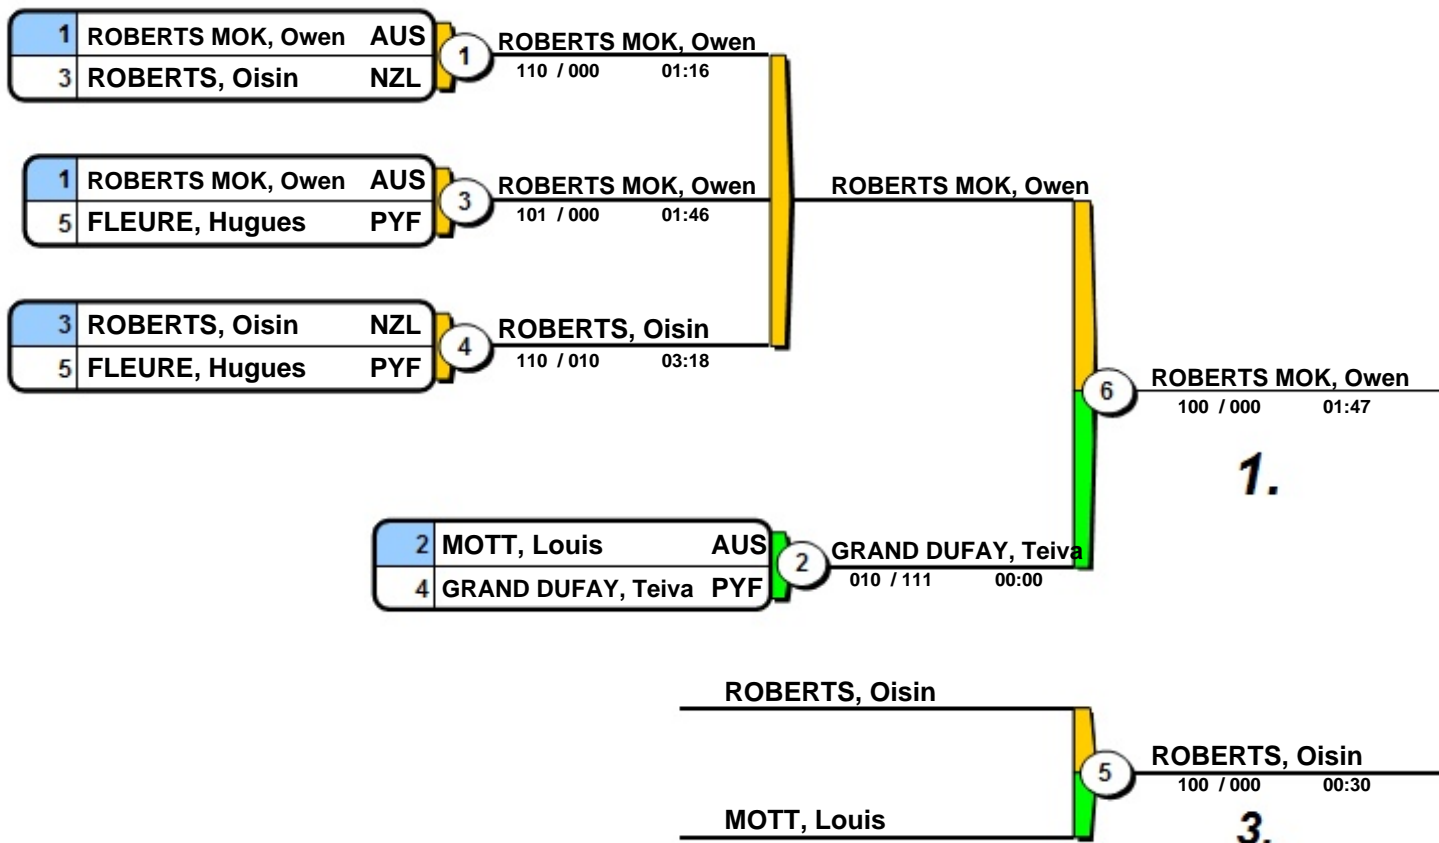 1 ROBERTS MOK, Owen AUS
3 ROBERTS, Oisin NZL
1
ROBERTS MOK, Owen
110 / 000 01:16
1 ROBERTS MOK, Owen AUS
5 FLEURE, Hugues PYF
3
ROBERTS MOK, Owen
101 / 000 01:46
ROBERTS MOK, Owen
3 ROBERTS, Oisin NZL
5 FLEURE, Hugues PYF
4
ROBERTS, Oisin
110 / 010 03:18
6
ROBERTS MOK, Owen
100 / 000 01:47
1.
2 MOTT, Louis AUS
4 GRAND DUFAY, Teiva PYF
2
GRAND DUFAY, Teiva
010 / 111 00:00
ROBERTS, Oisin
MOTT, Louis
5
ROBERTS, Oisin
100 / 000 00:30
3.